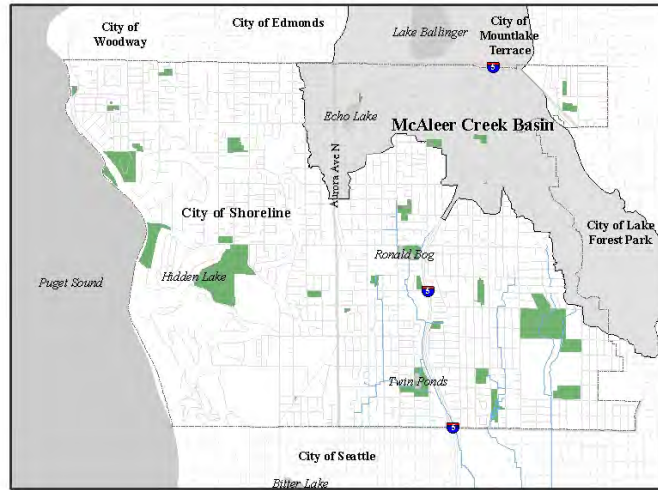 City of
Woodway
City of Edmonds
Lake Ballinger
City of
Mountlake
Terrace
5
Echo Lake
McAleer Creek Basin
Aurora Ave N
City of Shoreline
City of Lake
Forest Park
Ronald Bog
Puget Sound
Hidden Lake
5
Twin Ponds
5
City of Seattle
Bitter Lake